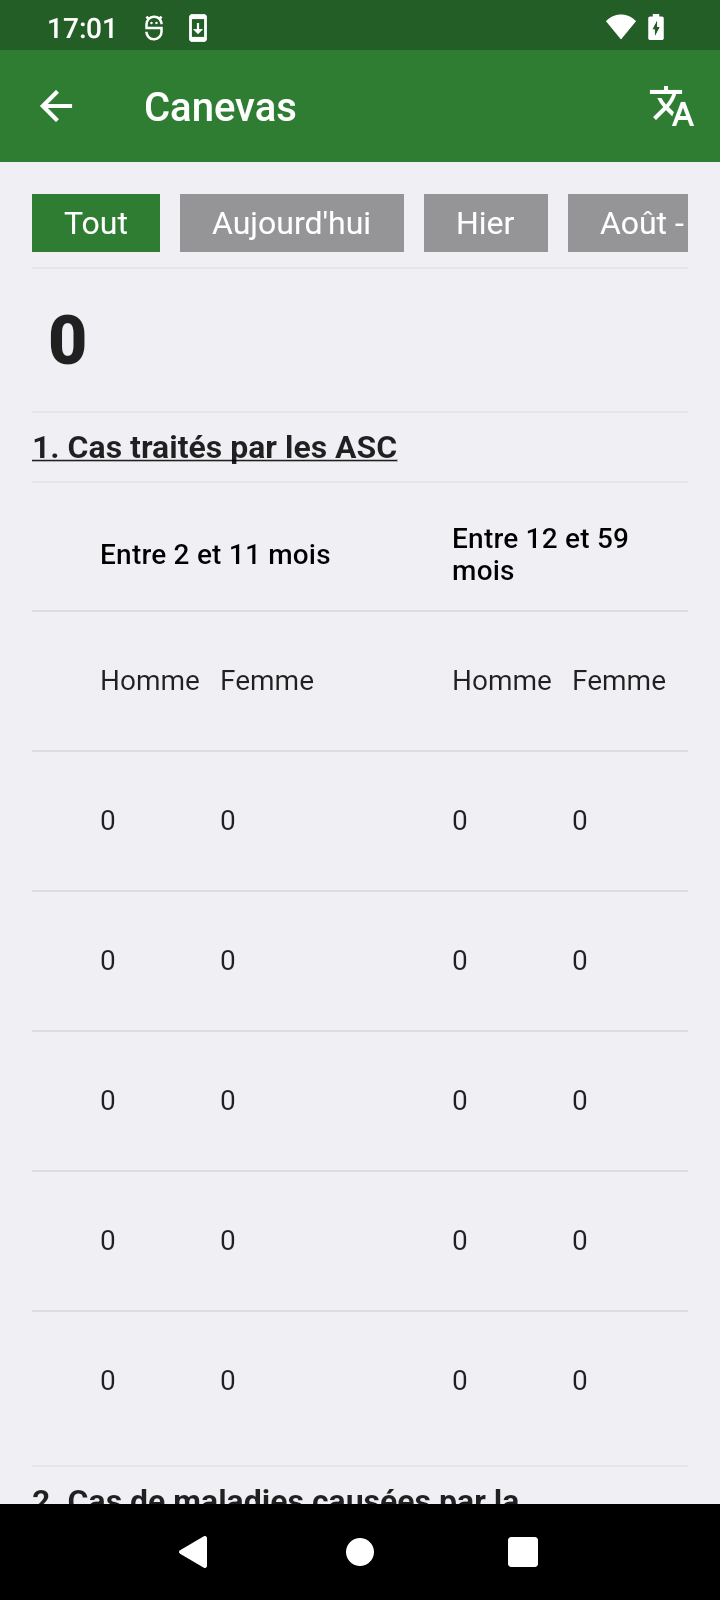 17:01
Canevas
Tout Aujourd'hui Hier Août -
0
1. Cas traités par les ASC
Entre 2 et 11 mois Entre 12 et 59
mois
Homme Femme Homme Femme
0 0 0 0
0 0 0 0
0 0 0 0
0 0 0 0
0 0 0 0
2. Cas de maladies causées par la